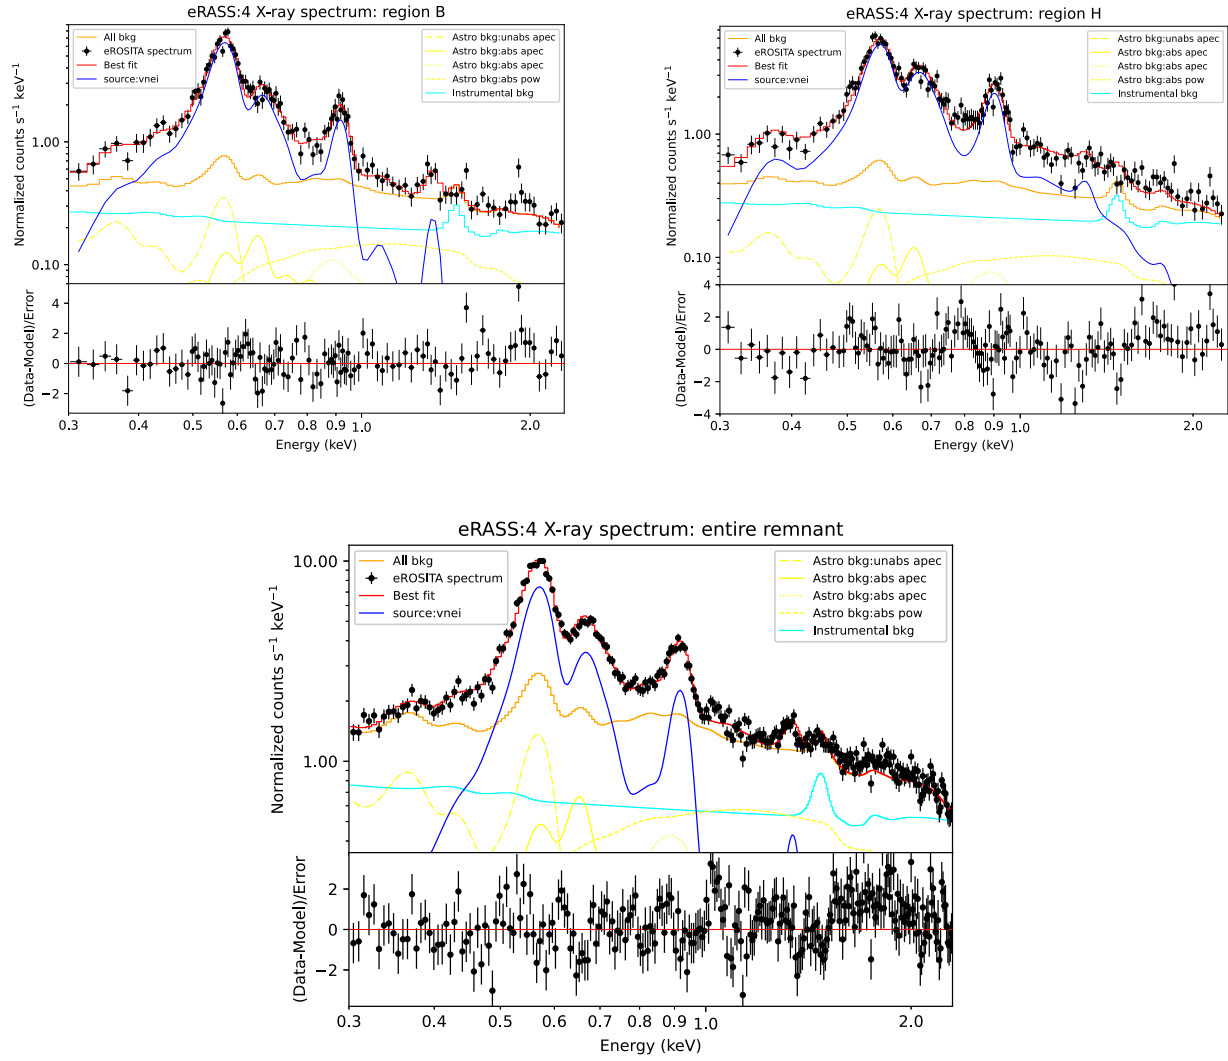 eRASS:4 X-ray spectrum: region B
All bkg
eROSITA spectrum
Best fit
source:vnei
Astro bkg:unabs apec
Astro bkg:abs apec
Astro bkg:abs apec
Astro bkg:abs pow
Instrumental bkg
Normalized counts s⁻¹ keV⁻¹
1.00
0.10
(Data-Model)/Error
4
2
0
−2
0.3 0.4 0.5 0.6 0.7 0.8 0.9 1.0 2.0
Energy (keV)
eRASS:4 X-ray spectrum: region H
All bkg
eROSITA spectrum
Best fit
source:vnei
Astro bkg:unabs apec
Astro bkg:abs apec
Astro bkg:abs apec
Astro bkg:abs pow
Instrumental bkg
Normalized counts s⁻¹ keV⁻¹
1.00
0.10
(Data-Model)/Error
4
2
0
−2
−4
0.3 0.4 0.5 0.6 0.7 0.8 0.9 1.0 2.0
Energy (keV)
eRASS:4 X-ray spectrum: entire remnant
All bkg
eROSITA spectrum
Best fit
source:vnei
Astro bkg:unabs apec
Astro bkg:abs apec
Astro bkg:abs apec
Astro bkg:abs pow
Instrumental bkg
Normalized counts s⁻¹ keV⁻¹
10.00
1.00
(Data-Model)/Error
2
0
−2
0.3 0.4 0.5 0.6 0.7 0.8 0.9 1.0 2.0
Energy (keV)